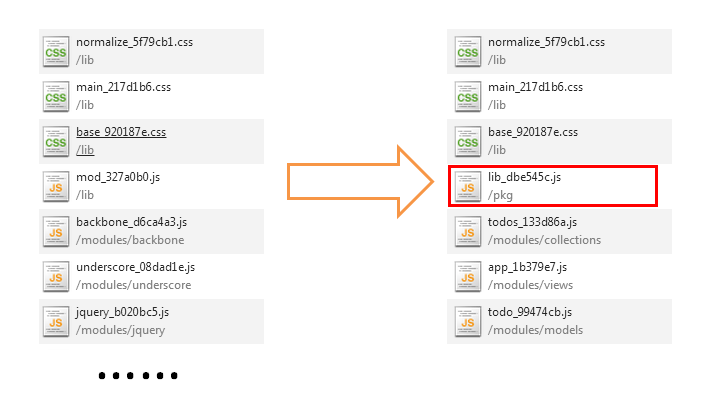 normalize_5f79cb1.css
/lib
main_217d1b6.css
/lib
base_920187e.css
/lib
mod_327a0b0.js
/lib
backbone_d6ca4a3.js
/modules/backbone
underscore_08dad1e.js
/modules/underscore
jquery_b020bc5.js
/modules/jquery
......
normalize_5f79cb1.css
/lib
main_217d1b6.css
/lib
base_920187e.css
/lib
lib_dbe545c.js
/pkg
todos_133d86a.js
/modules/collections
app_1b379e7.js
/modules/views
todo_99474cb.js
/modules/models
CSS
CSS
CSS
JS
JS
JS
JS
CSS
CSS
CSS
JS
JS
JS
JS